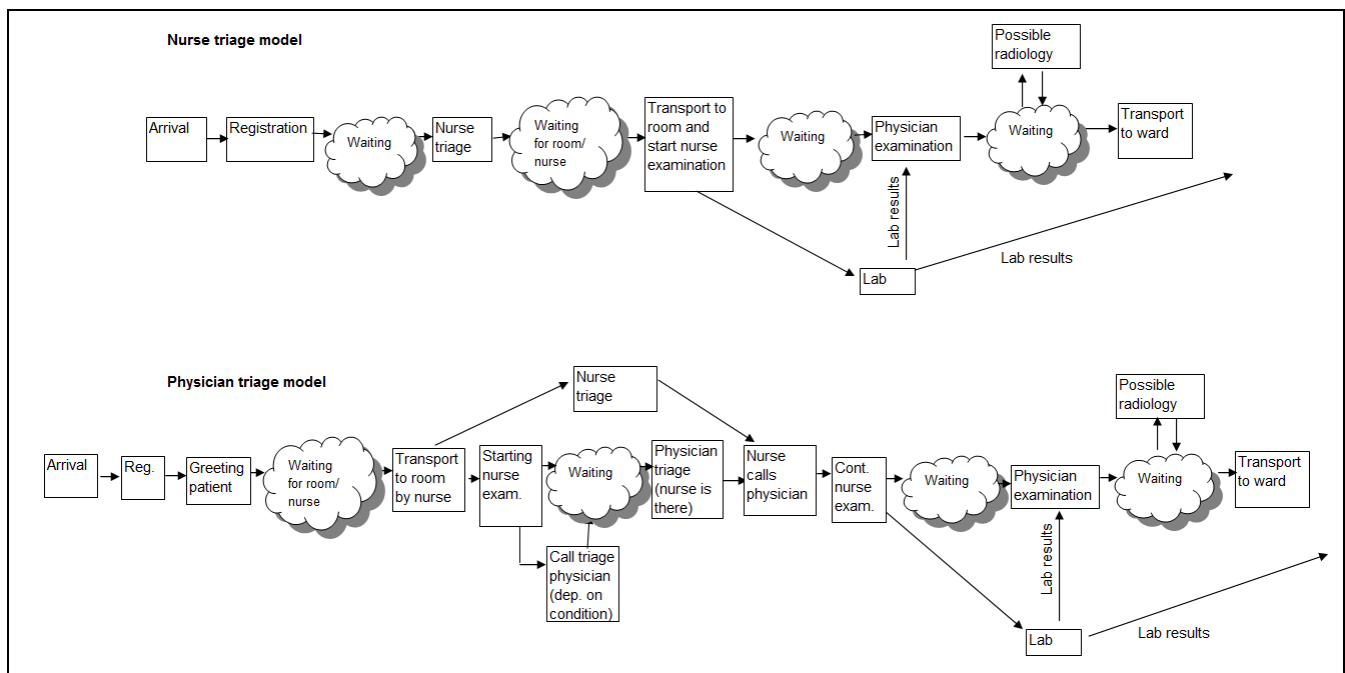 Nurse triage model
Possible
radiology
Arrival
Registration
Waiting
Nurse
triage
Waiting
for room/
nurse
Transport to
room and
start nurse
examination
Waiting
Physician
examination
Waiting
Transport
to ward
Lab results
Lab
Lab results
Physician triage model
Nurse
triage
Possible
radiology
Arrival
Reg.
Greeting
patient
Waiting
for room/
nurse
Transport
to room
by nurse
Starting
nurse
exam.
Waiting
Call triage
physician
(dep. on
condition)
Physician
triage
(nurse is
there)
Nurse
calls
physician
Cont.
nurse
exam.
Waiting
Physician
examination
Waiting
Transport
to ward
Lab results
Lab
Lab results